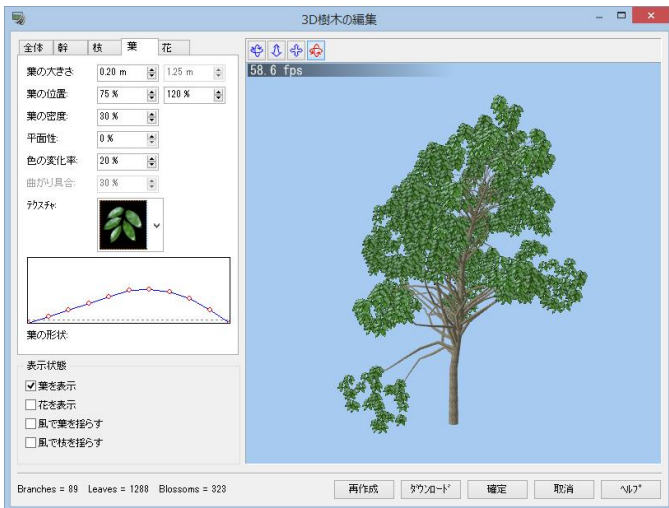 3D樹木の編集
全体 幹 枝 葉 花
葉の大きさ: 0.20 m 1.25 m
葉の位置: 75 % 120 %
葉の密度: 30 %
平面性: 0 %
色の変化率: 20 %
曲がり具合: 30 %
テクスチャ:
葉の形状:
表示状態
葉を表示
花を表示
風で葉を揺らす
風で枝を揺らす
58.6 fps
Branches = 89 Leaves = 1288 Blossoms = 323
再作成 ダウンロード 確定 取消 ヘルプ